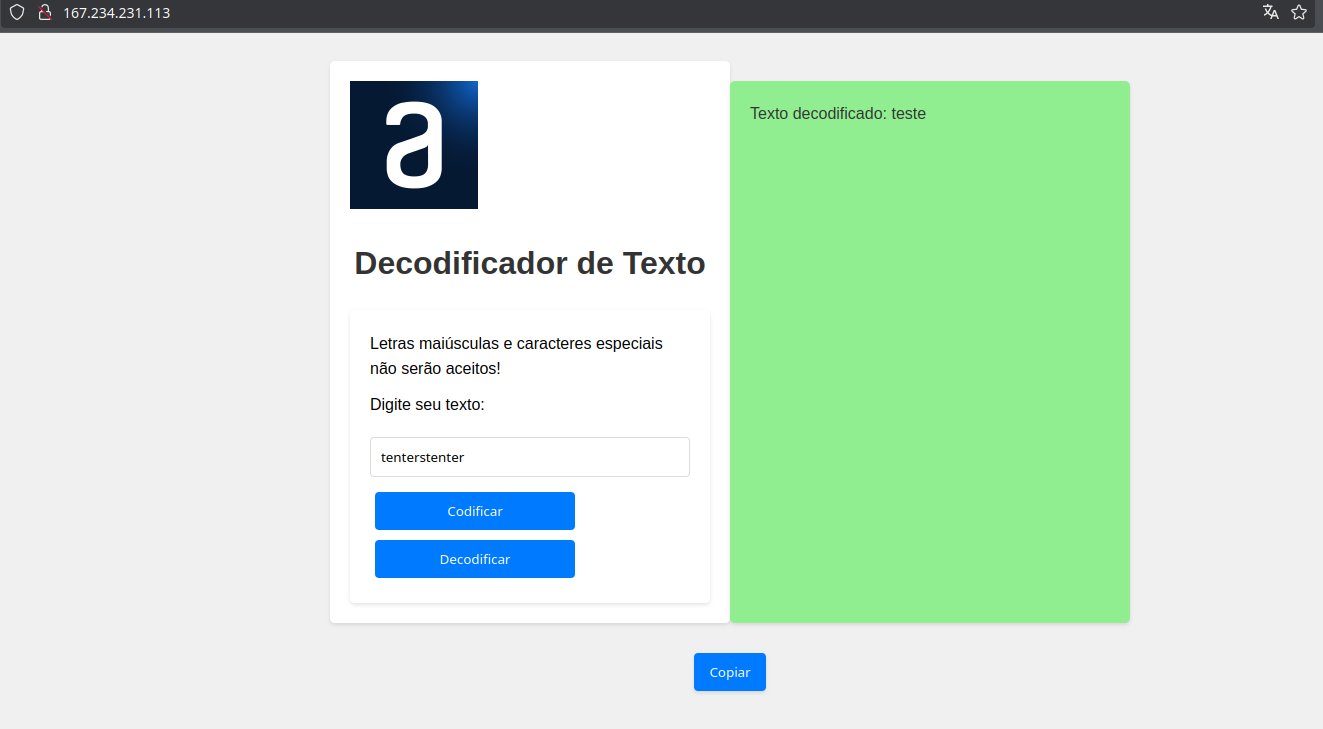 167.234.231.113
a
Decodificador de Texto
Letras maiúsculas e caracteres especiais
não serão aceitos!
Digite seu texto:
tenterstenter
Codificar
Decodificar
Texto decodificado: teste
Copiar